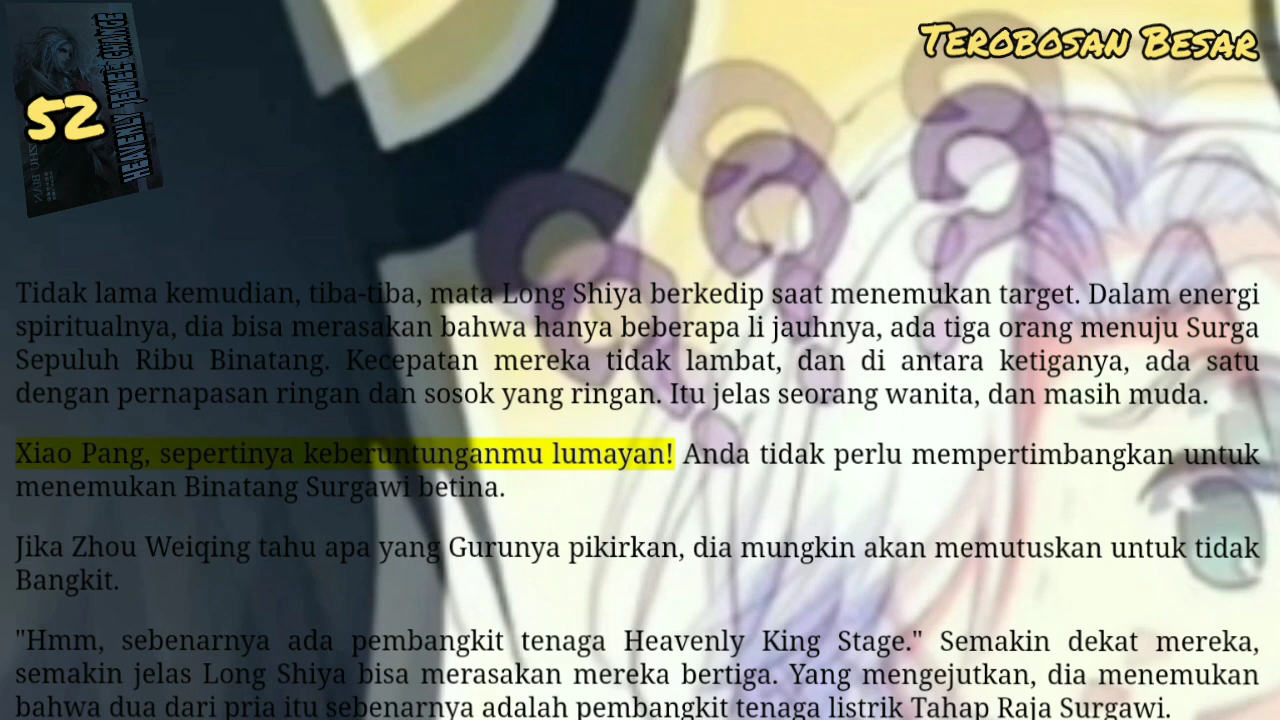 Terobosan Besar
52
HEAVENLY JEWEL CHANGE
Tidak lama kemudian, tiba-tiba, mata Long Shiya berkedip saat menemukan target. Dalam energi
spiritualnya, dia bisa merasakan bahwa hanya beberapa li jauhnya, ada tiga orang menuju Surga
Sepuluh Ribu Binatang. Kecepatan mereka tidak lambat, dan di antara ketiganya, ada satu
dengan pernapasan ringan dan sosok yang ringan. Itu jelas seorang wanita, dan masih muda.
Xiao Pang, sepertinya keberuntunganmu lumayan! Anda tidak perlu mempertimbangkan untuk
menemukan Binatang Surgawi betina.
Jika Zhou Weiqing tahu apa yang Gurunya pikirkan, dia mungkin akan memutuskan untuk tidak
Bangkit.
"Hmm, sebenarnya ada pembangkit tenaga Heavenly King Stage." Semakin dekat mereka,
semakin jelas Long Shiya bisa merasakan mereka bertiga. Yang mengejutkan, dia menemukan
bahwa dua dari pria itu sebenarnya adalah pembangkit tenaga listrik Tahap Raja Surgawi.